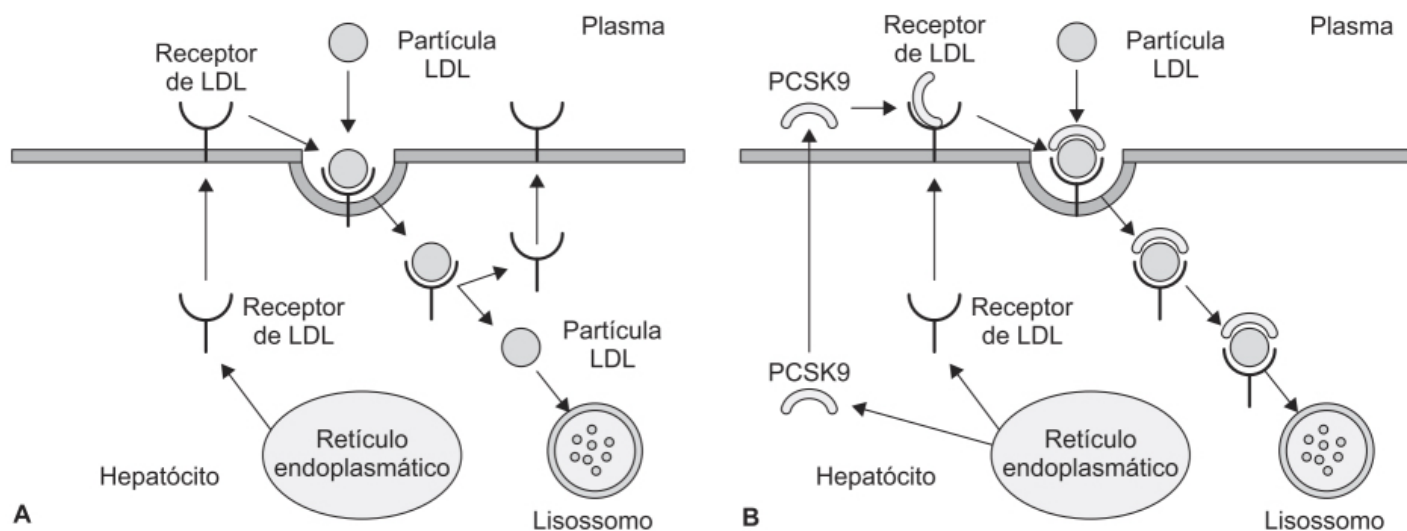 Plasma
Receptor
de LDL
Partícula
LDL
Receptor
de LDL
Partícula
LDL
Retículo
endoplasmático
Hepatócito
Lisossomo
A
Plasma
Receptor
de LDL
Partícula
LDL
PCSK9
Receptor
de LDL
PCSK9
Retículo
endoplasmático
Hepatócito
Lisossomo
B